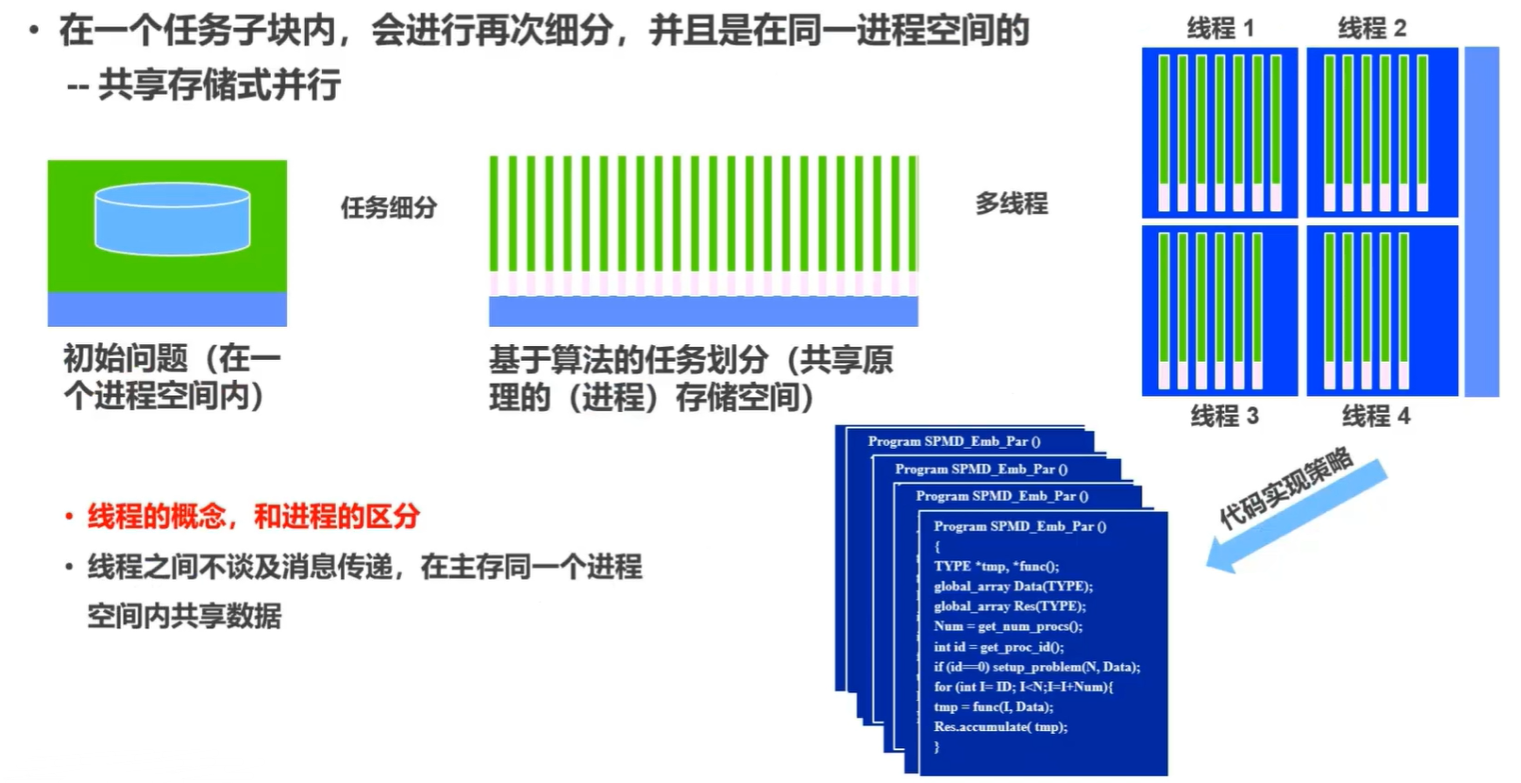 • 在一个任务子块内，会进行再次细分，并且是在同一进程空间的
-- 共享存储式并行
线程 1
线程 2
任务细分
多线程
初始问题（在一
个进程空间内）
基于算法的任务划分（共享原
理的（进程）存储空间）
线程 3
线程 4
代码实现策略
• 线程的概念，和进程的区分
• 线程之间不谈及消息传递，在主存同一个进程
空间内共享数据
Program SPMD_Emb_Par ()
Program SPMD_Emb_Par ()
Program SPMD_Emb_Par ()
Program SPMD_Emb_Par ()
{
TYPE *tmp, *func();
global_array Data(TYPE);
global_array Res(TYPE);
Num = get_num_procs();
int id = get_proc_id();
if (id==0) setup_problem(N, Data);
for (int I= ID; I<N;I=I+Num){
tmp = func(I, Data);
Res.accumulate( tmp);
}